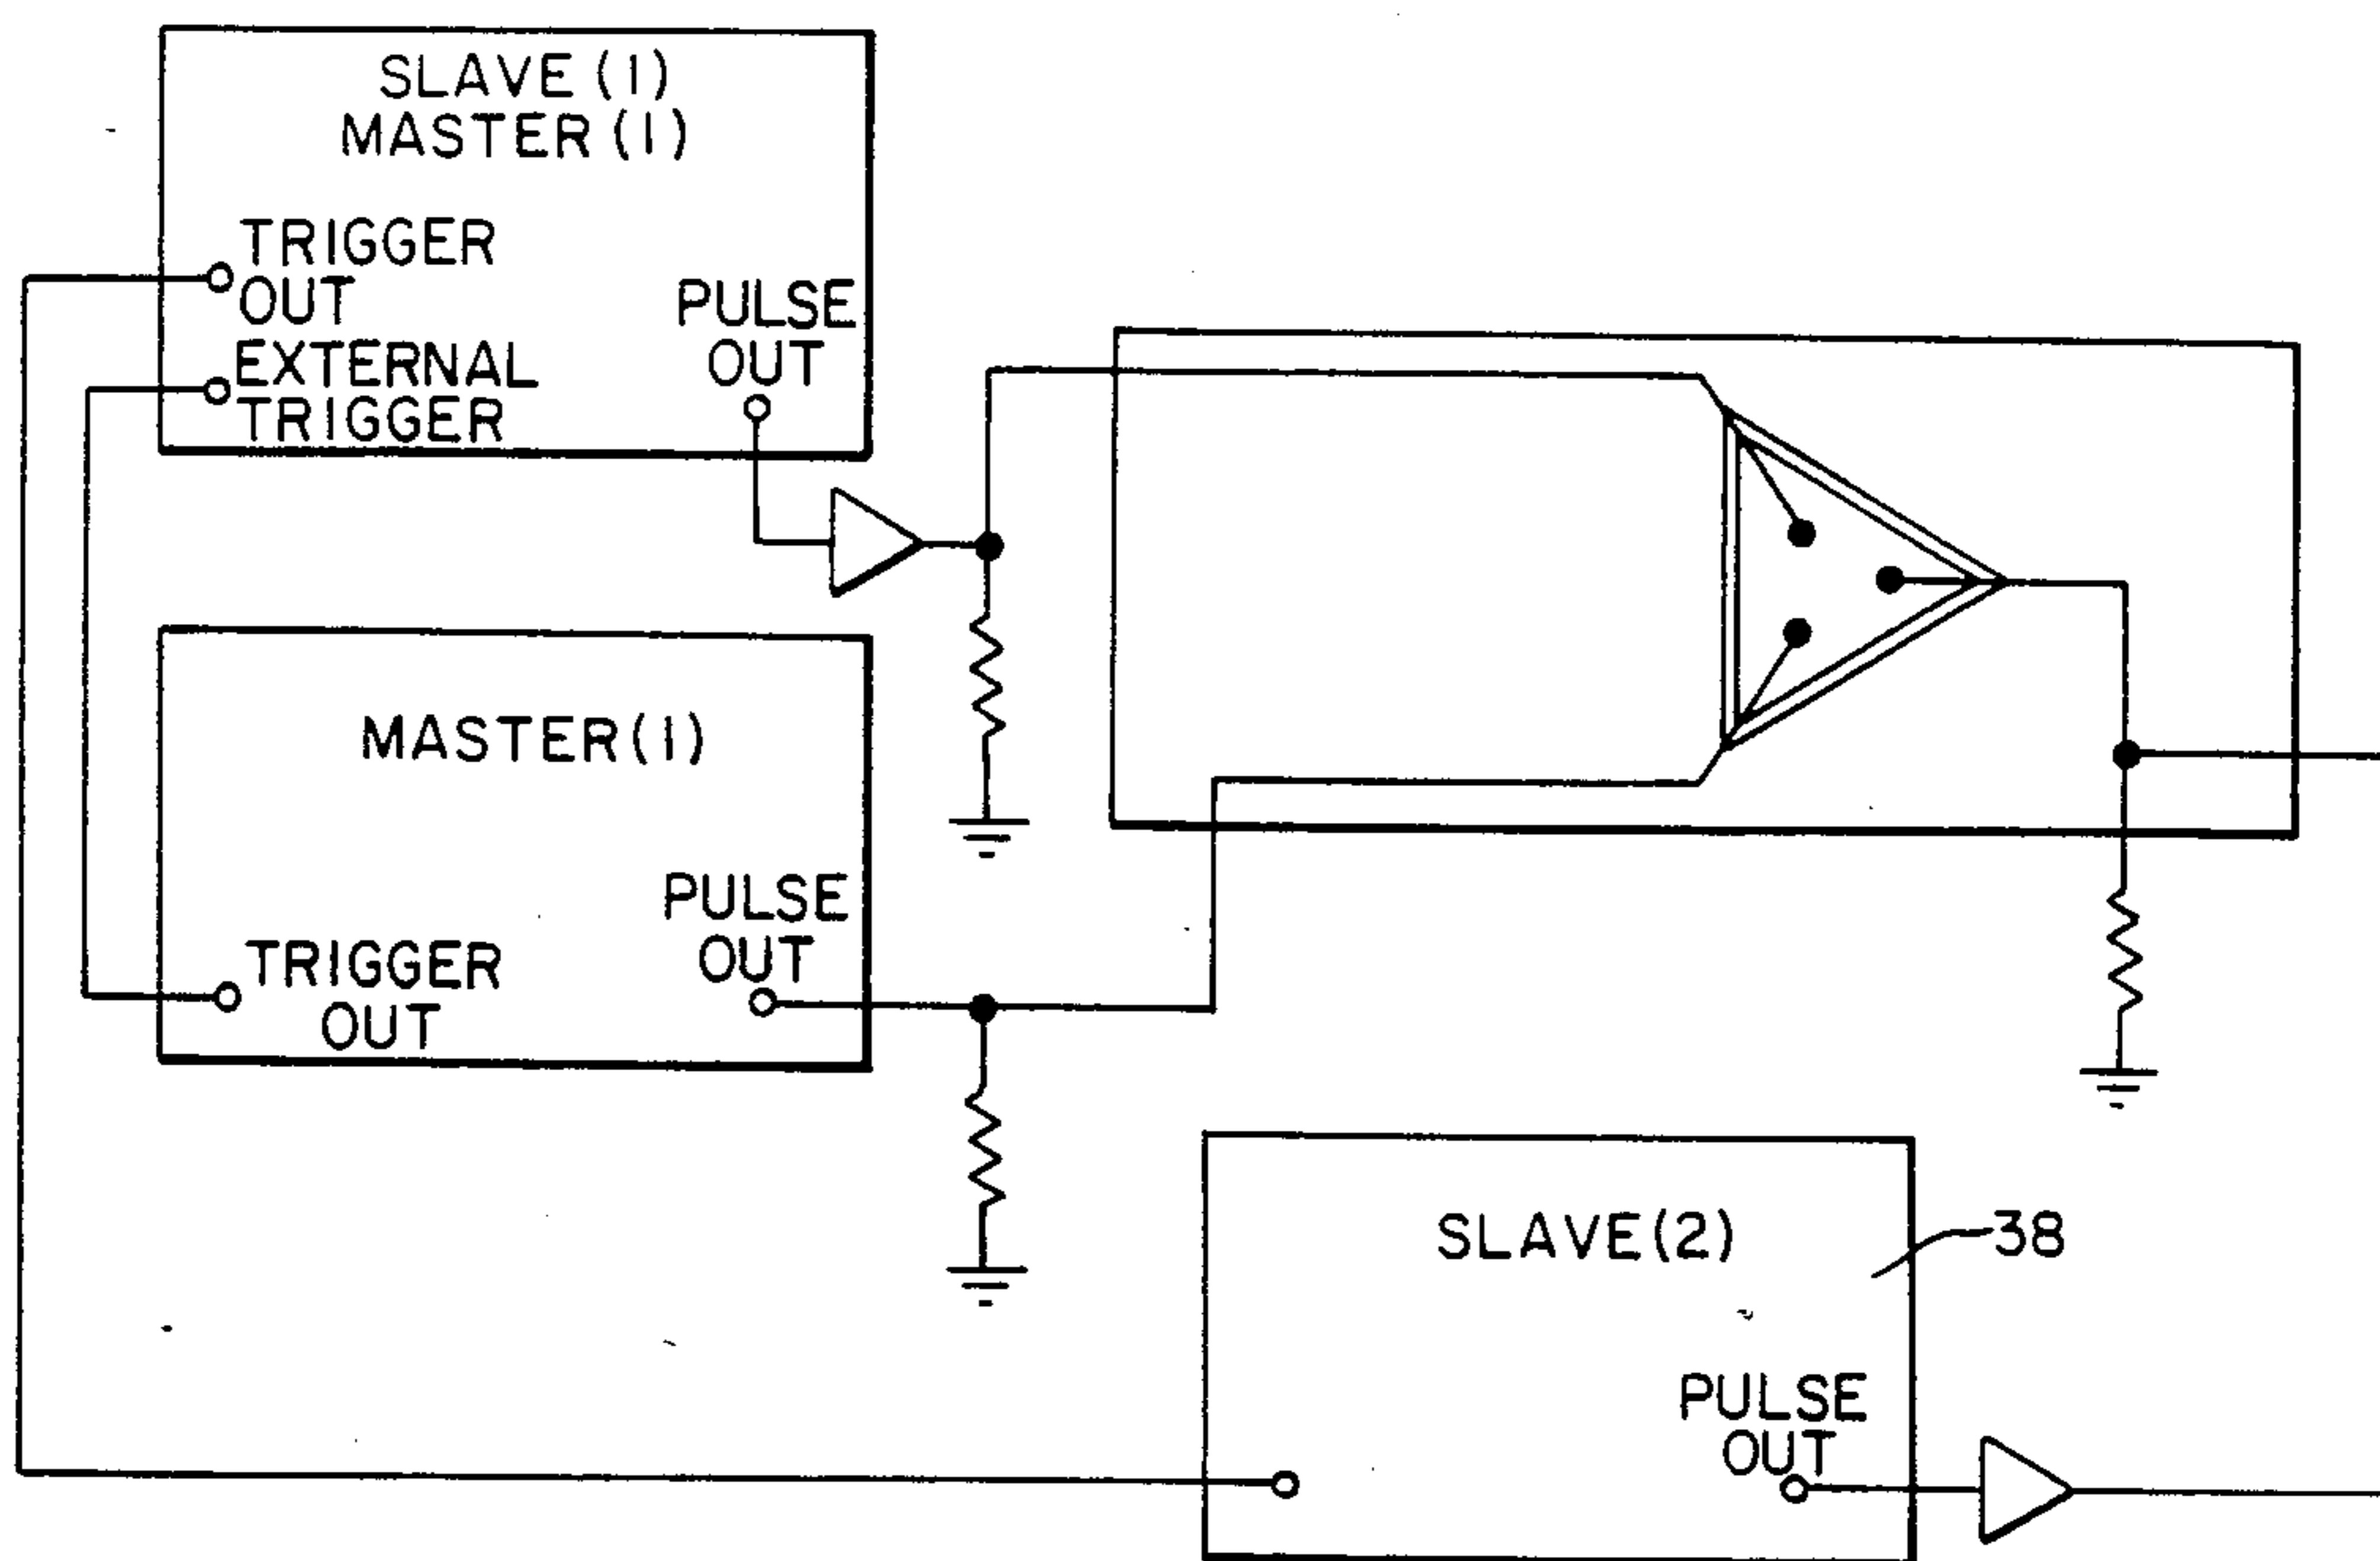 SLAVE (1)
MASTER (1)
TRIGGER
OUT
EXTERNAL
TRIGGER
PULSE
OUT
MASTER(1)
PULSE
OUT
TRIGGER
OUT
SLAVE(2)
38
PULSE
OUT